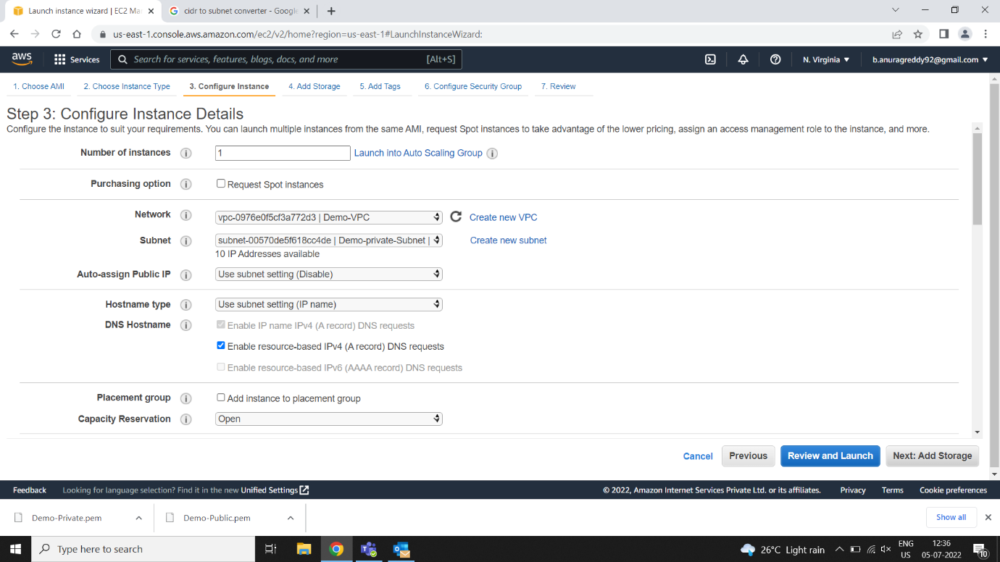 Launch instance wizard | EC2 Ma
cidr to subnet converter - Google
us-east-1.console.aws.amazon.com/ec2/v2/home?region=us-east-1#LaunchInstanceWizard:
aws Services Search for services, features, blogs, docs, and more [Alt+S] N. Virginia b.anuragreddy92@gmail.com
1. Choose AMI 2. Choose Instance Type 3. Configure Instance 4. Add Storage 5. Add Tags 6. Configure Security Group 7. Review
Step 3: Configure Instance Details
Configure the instance to suit your requirements. You can launch multiple instances from the same AMI, request Spot instances to take advantage of the lower pricing, assign an access management role to the instance, and more.
Number of instances i 1 Launch into Auto Scaling Group i
Purchasing option i Request Spot instances
Network i vpc-0976e0f5cf3a772d3 | Demo-VPC Create new VPC
Subnet i subnet-00570de5f618cc4de | Demo-private-Subnet | Create new subnet
10 IP Addresses available
Auto-assign Public IP i Use subnet setting (Disable)
Hostname type i Use subnet setting (IP name)
DNS Hostname i Enable IP name IPv4 (A record) DNS requests
Enable resource-based IPv4 (A record) DNS requests
Enable resource-based IPv6 (AAAA record) DNS requests
Placement group i Add instance to placement group
Capacity Reservation i Open
Cancel Previous Review and Launch Next: Add Storage
Feedback Looking for language selection? Find it in the new Unified Settings © 2022, Amazon Internet Services Private Ltd. or its affiliates. Privacy Terms Cookie preferences
Demo-Private.pem Demo-Public.pem Show all
Type here to search 26°C Light rain ENG 12:36
US 05-07-2022 10